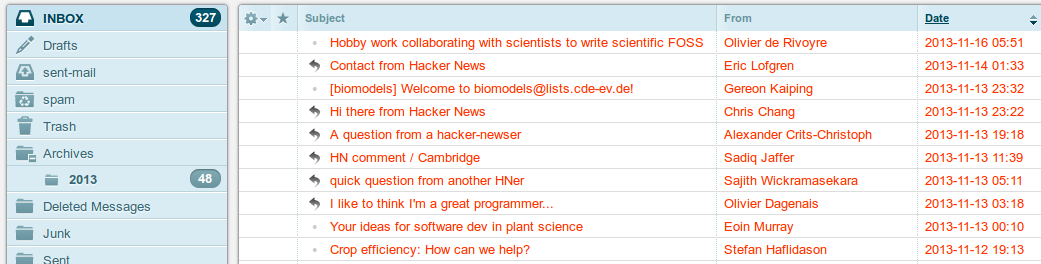 INBOX 327
Drafts
sent-mail
spam
Trash
Archives
2013 48
Deleted Messages
Junk
Sent
Subject From Date
Hobby work collaborating with scientists to write scientific FOSS Olivier de Rivoyre 2013-11-16 05:51
Contact from Hacker News Eric Lofgren 2013-11-14 01:33
[biomodels] Welcome to biomodels@lists.cde-ev.de! Gereon Kaiping 2013-11-13 23:32
Hi there from Hacker News Chris Chang 2013-11-13 23:22
A question from a hacker-newser Alexander Crits-Christoph 2013-11-13 19:18
HN comment / Cambridge Sadiq Jaffer 2013-11-13 11:39
quick question from another HNer Sajith Wickramasekara 2013-11-13 05:11
I like to think I'm a great programmer... Olivier Dagenais 2013-11-13 03:18
Your ideas for software dev in plant science Eoin Murray 2013-11-13 00:10
Crop efficiency: How can we help? Stefan Haflidason 2013-11-12 19:13